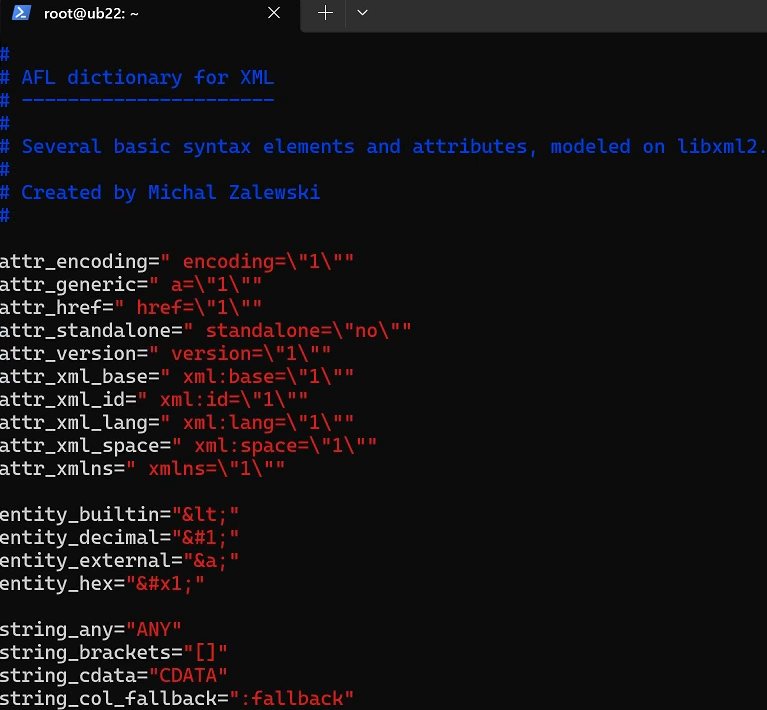 root@ub22: ~
#
# AFL dictionary for XML
# ----------------------
#
# Several basic syntax elements and attributes, modeled on libxml2.
#
# Created by Michal Zalewski
#
attr_encoding=" encoding=\"1\""
attr_generic=" a=\"1\""
attr_href=" href=\"1\""
attr_standalone=" standalone=\"no\""
attr_version=" version=\"1\""
attr_xml_base=" xml:base=\"1\""
attr_xml_id=" xml:id=\"1\""
attr_xml_lang=" xml:lang=\"1\""
attr_xml_space=" xml:space=\"1\""
attr_xmlns=" xmlns=\"1\""
entity_builtin="&lt;"
entity_decimal="&#1;"
entity_external="&a;"
entity_hex="&#x1;"
string_any="ANY"
string_brackets="[]"
string_cdata="CDATA"
string_col_fallback=":fallback"